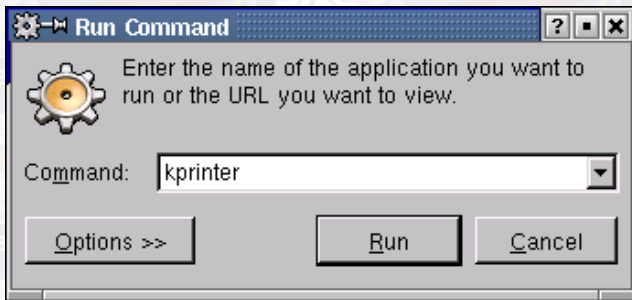 Run Command
Enter the name of the application you want to
run or the URL you want to view.
Command: kprinter
Options >> Run Cancel